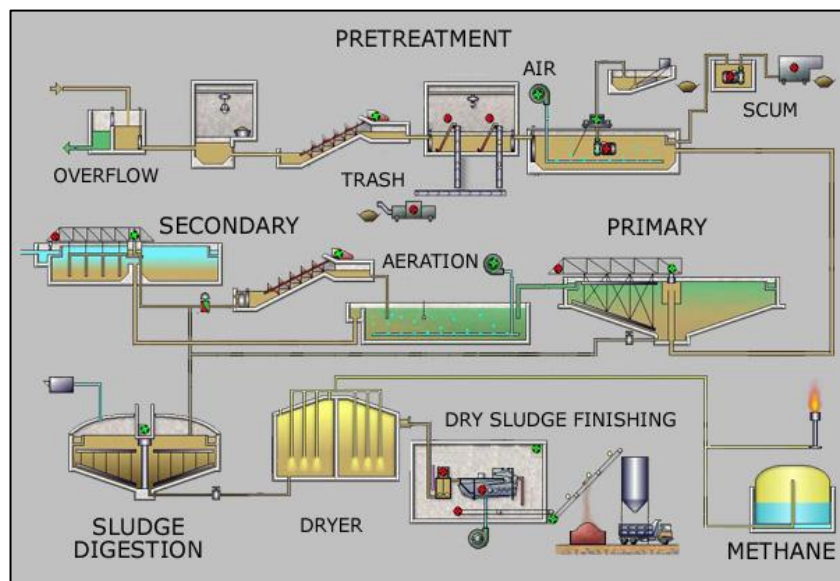 PRETREATMENT
AIR
SCUM
OVERFLOW
TRASH
SECONDARY
PRIMARY
AERATION
DRY SLUDGE FINISHING
SLUDGE
DIGESTION
DRYER
METHANE